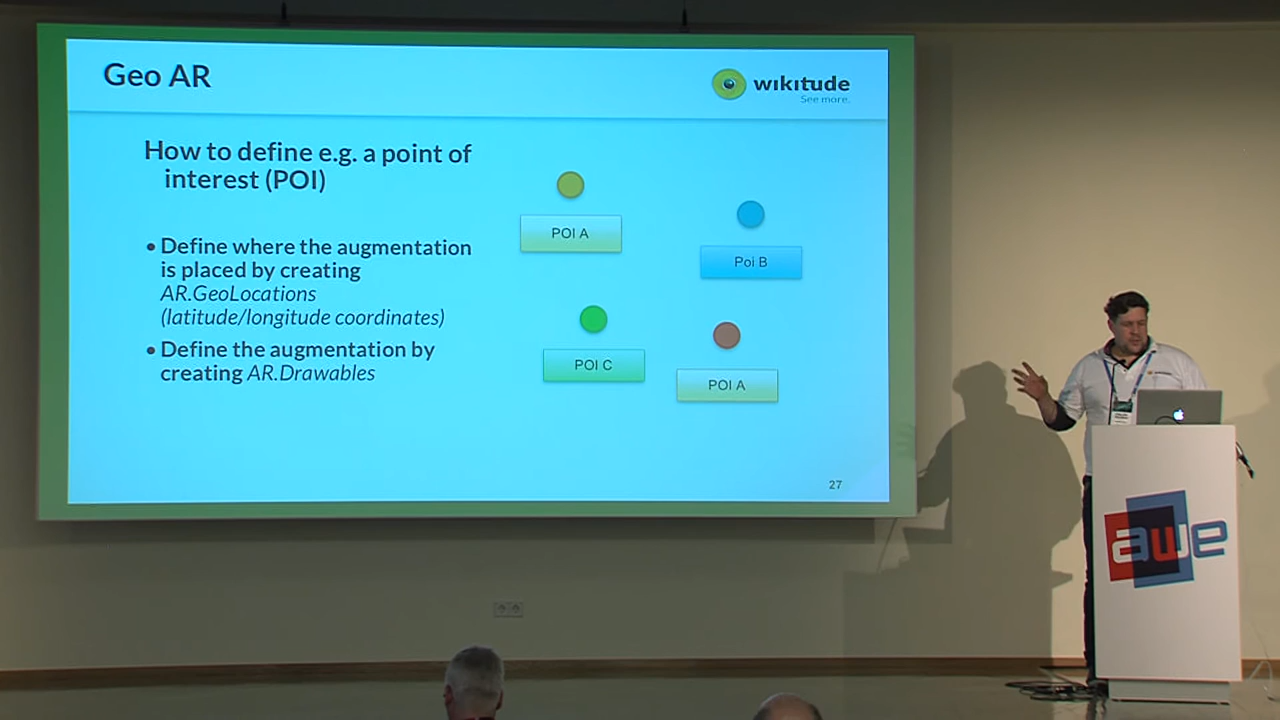 Geo AR
wikitude
See more.
How to define e.g. a point of
interest (POI)
• Define where the augmentation
is placed by creating
AR.GeoLocations
(latitude/longitude coordinates)
• Define the augmentation by
creating AR.Drawables
POI A
Poi B
POI C
POI A
27
awe